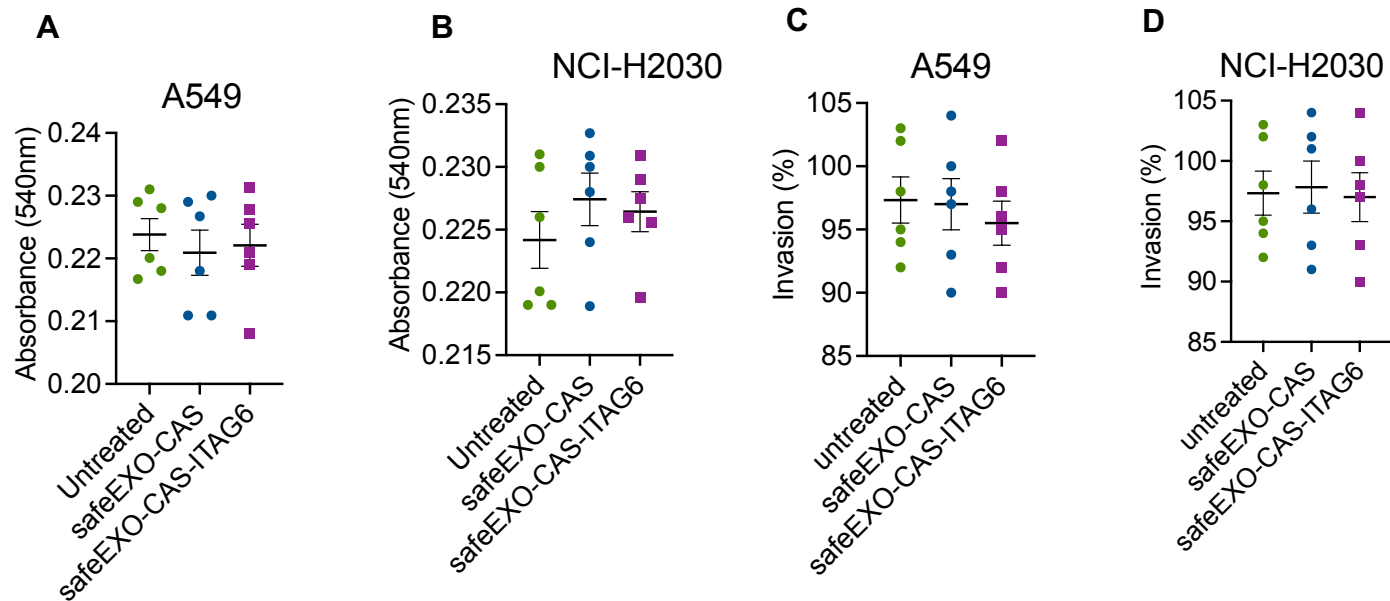 A
A549
Absorbance (540nm)
0.24
0.23
0.22
0.21
0.20
Untreated
safeEXO-CAS
safeEXO-CAS-ITAG6
B
NCI-H2030
Absorbance (540nm)
0.235
0.230
0.225
0.220
0.215
Untreated
safeEXO-CAS
safeEXO-CAS-ITAG6
C
A549
Invasion (%)
105
100
95
90
85
untreated
safeEXO-CAS
safeEXO-CAS-ITAG6
D
NCI-H2030
Invasion (%)
105
100
95
90
85
untreated
safeEXO-CAS
safeEXO-CAS-ITAG6